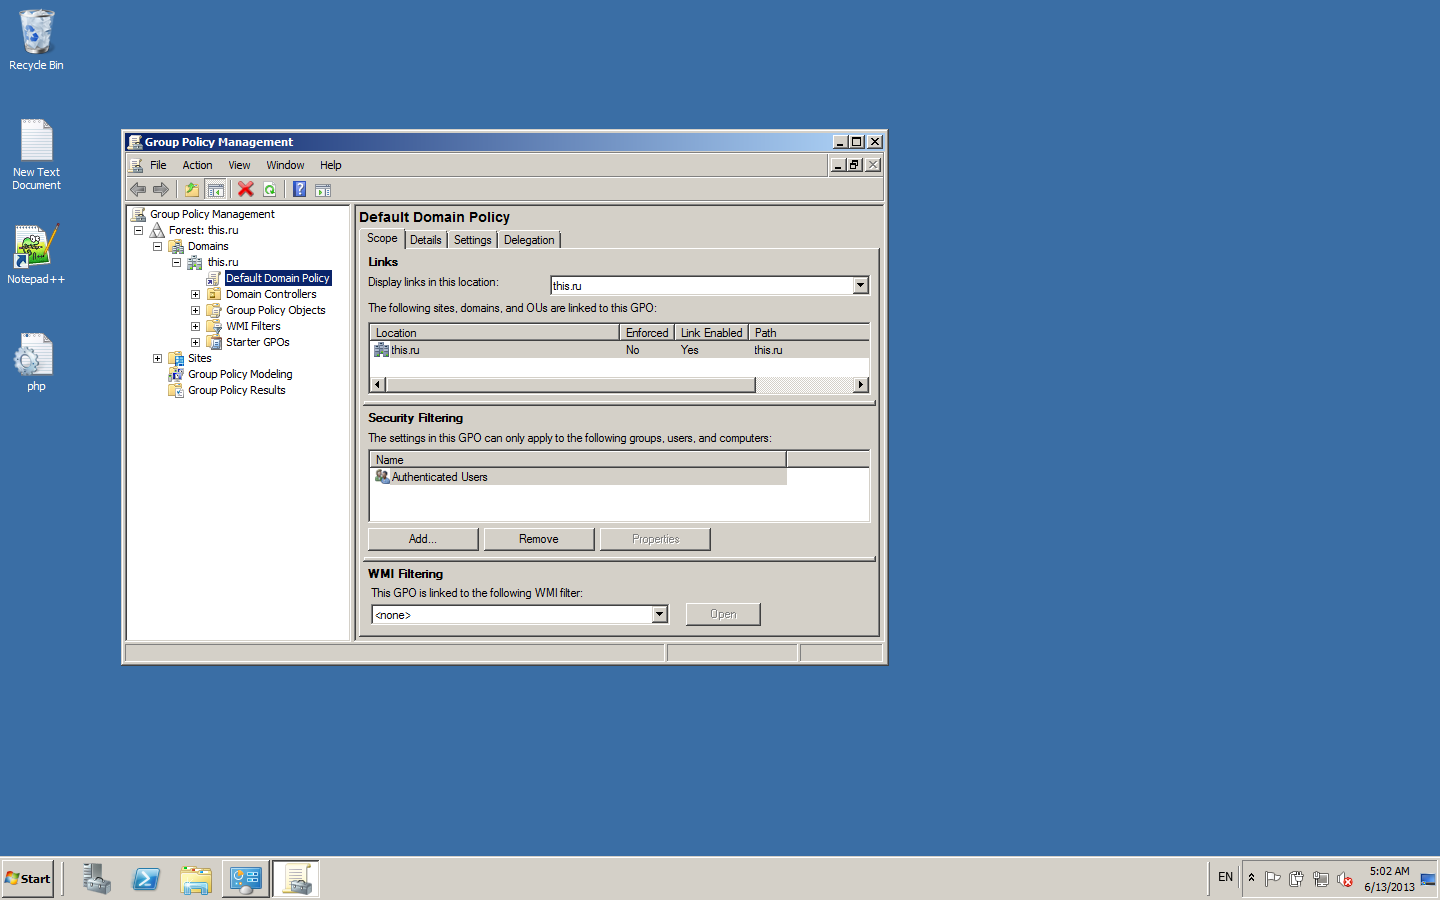 Recycle Bin
New Text
Document
Notepad++
php
Group Policy Management
File Action View Window Help
Group Policy Management
Forest: this.ru
Domains
this.ru
Default Domain Policy
Domain Controllers
Group Policy Objects
WMI Filters
Starter GPOs
Sites
Group Policy Modeling
Group Policy Results
Default Domain Policy
Scope Details Settings Delegation
Links
Display links in this location: this.ru
The following sites, domains, and OUs are linked to this GPO:
Location Enforced Link Enabled Path
this.ru No Yes this.ru
Security Filtering
The settings in this GPO can only apply to the following groups, users, and computers:
Name
Authenticated Users
Add... Remove Properties
WMI Filtering
This GPO is linked to the following WMI filter:
<none> Open
Start
EN
5:02 AM
6/13/2013